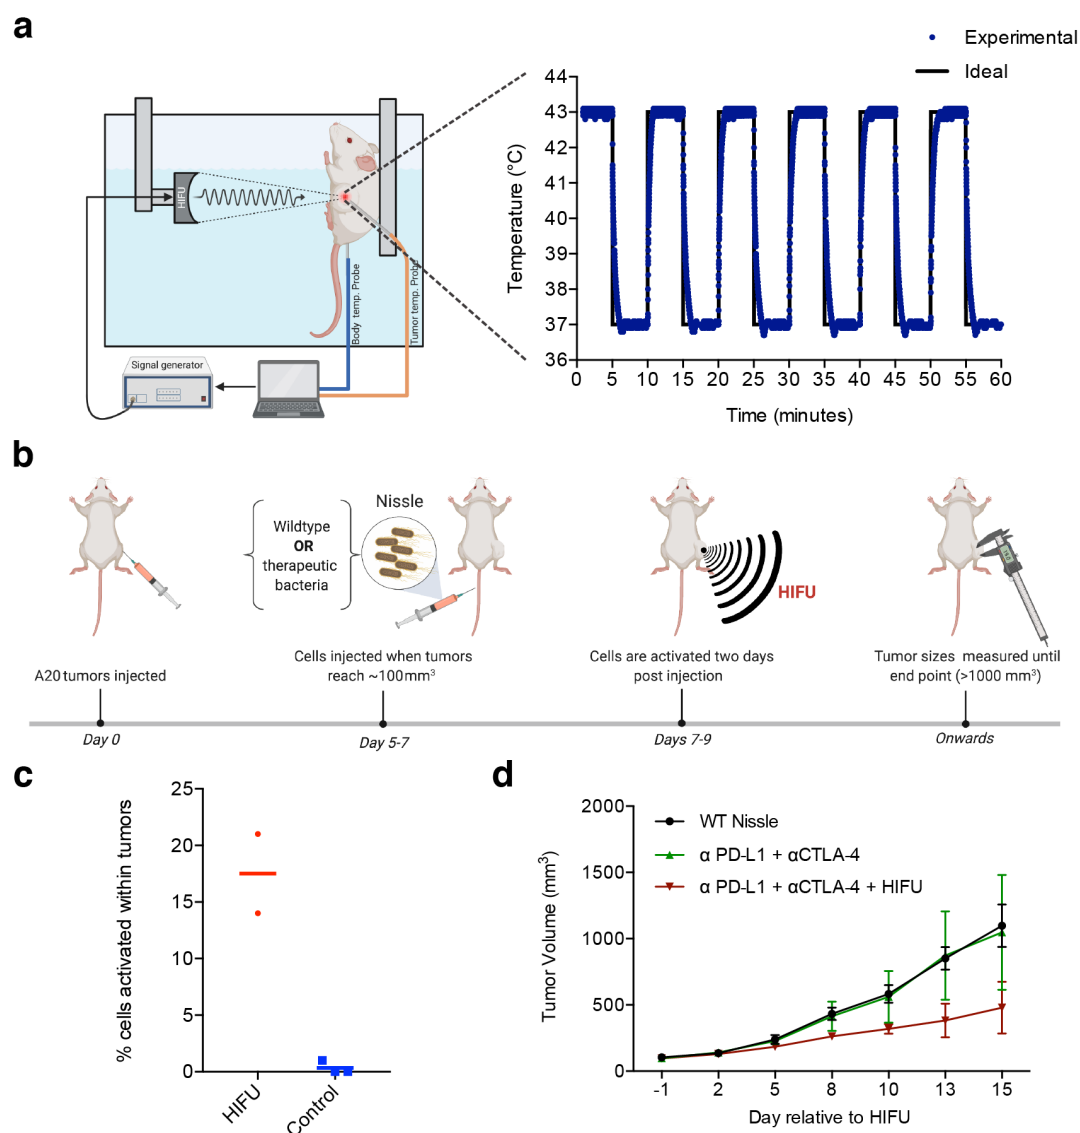 a
HIFU
Body temp. Probe
Tumor temp. Probe
Signal generator
Experimental
Ideal
Temperature (°C)
44
43
42
41
40
39
38
37
36
0 5 10 15 20 25 30 35 40 45 50 55 60
Time (minutes)
b
Wildtype
OR
therapeutic
bacteria
Nissle
HIFU
A20 tumors injected
Cells injected when tumors
reach ~100mm³
Cells are activated two days
post injection
Tumor sizes measured until
end point (>1000 mm³)
Day 0
Day 5-7
Days 7-9
Onwards
c
% cells activated within tumors
25
20
15
10
5
0
HIFU
Control
d
Tumor Volume (mm³)
2000
1500
1000
500
0
WT Nissle
α PD-L1 + αCTLA-4
α PD-L1 + αCTLA-4 + HIFU
-1 2 5 8 10 13 15
Day relative to HIFU